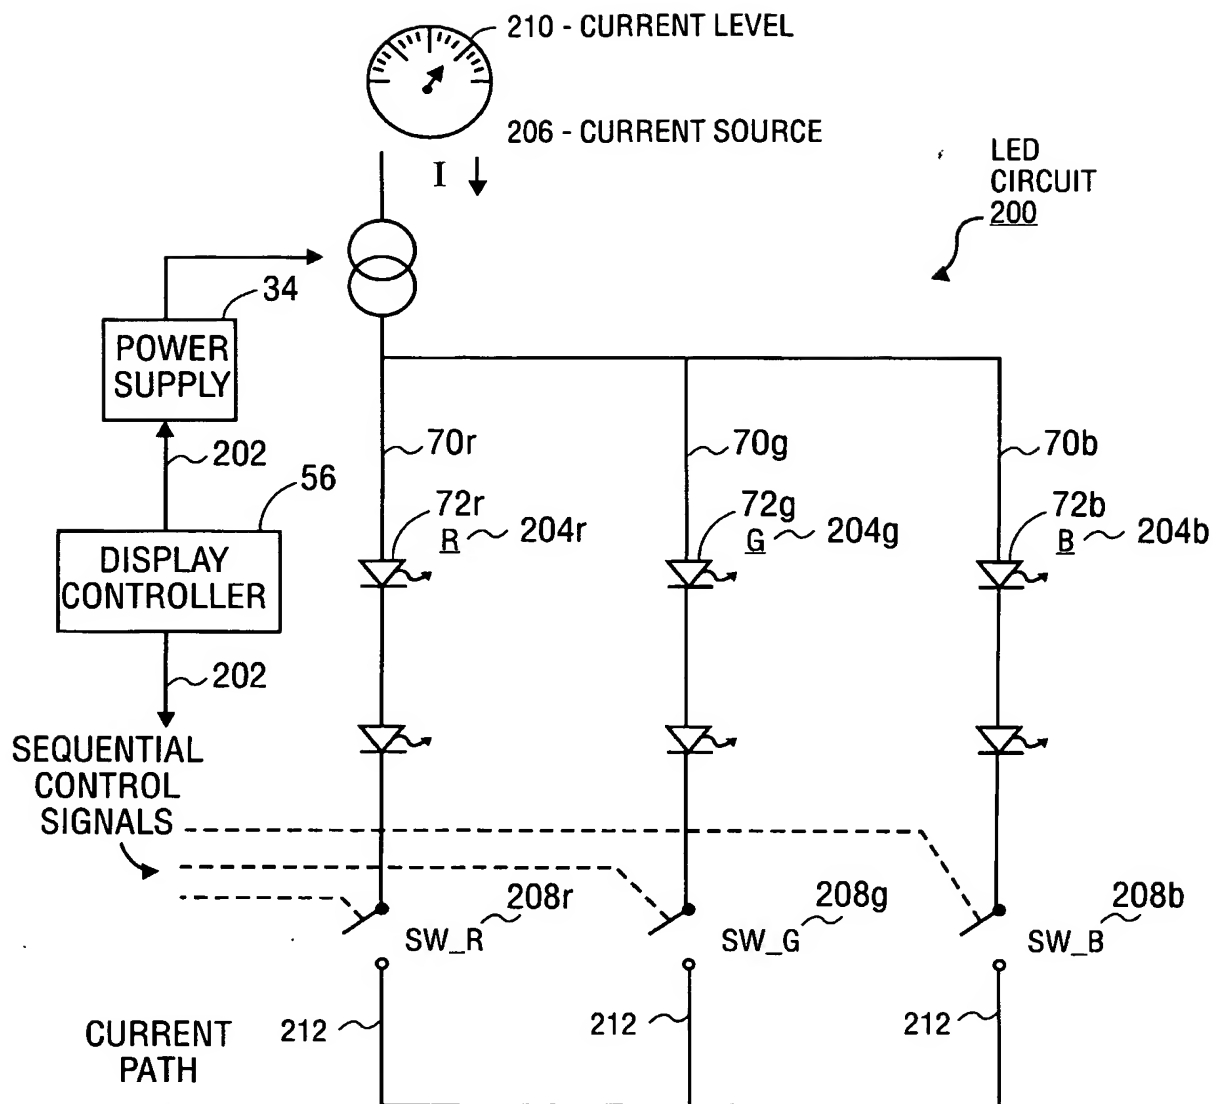 210 - CURRENT LEVEL
206 - CURRENT SOURCE
I
LED
CIRCUIT
200
34
POWER
SUPPLY
202
56
DISPLAY
CONTROLLER
202
SEQUENTIAL
CONTROL
SIGNALS
70r
70g
70b
72r
R
204r
72g
G
204g
72b
B
204b
208r
SW_R
208g
SW_G
208b
SW_B
CURRENT
PATH
212
212
212